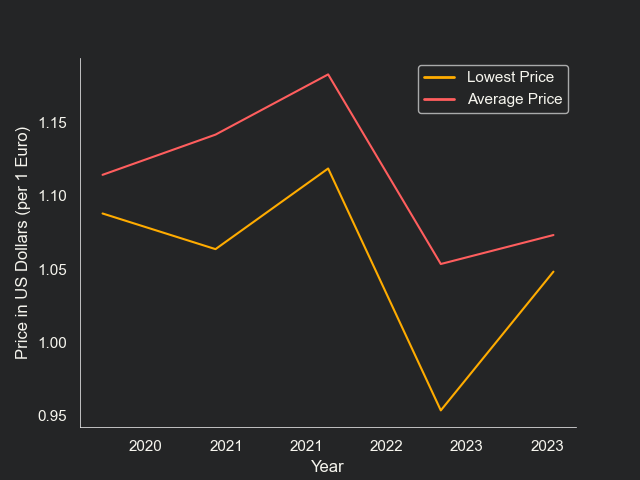 Lowest Price
Average Price
1.15
1.10
1.05
1.00
0.95
Price in US Dollars (per 1 Euro)
2020 2021 2021 2022 2023 2023
Year